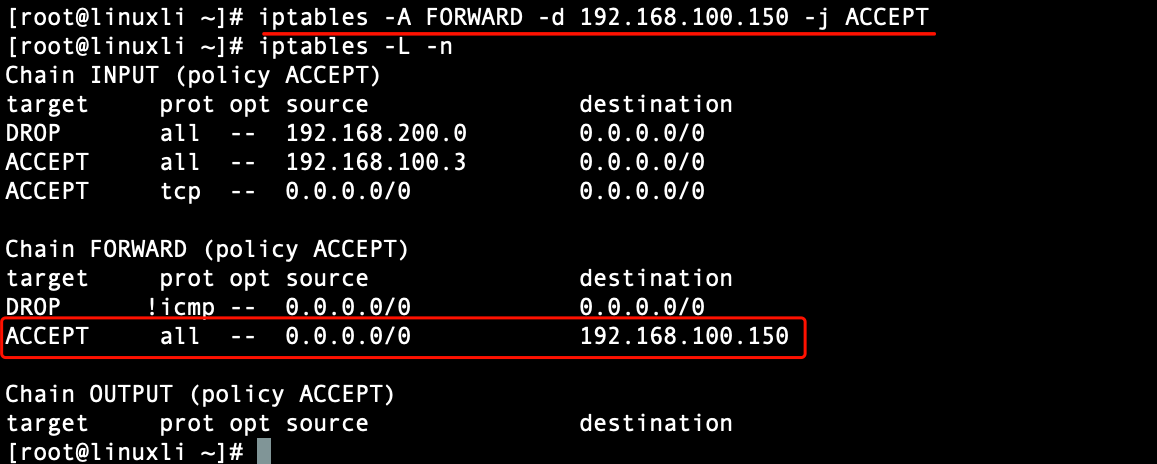 [root@linuxli ~]# iptables -A FORWARD -d 192.168.100.150 -j ACCEPT
[root@linuxli ~]# iptables -L -n
Chain INPUT (policy ACCEPT)
target     prot opt source               destination
DROP       all  --  192.168.200.0        0.0.0.0/0
ACCEPT     all  --  192.168.100.3        0.0.0.0/0
ACCEPT     tcp  --  0.0.0.0/0            0.0.0.0/0

Chain FORWARD (policy ACCEPT)
target     prot opt source               destination
DROP      !icmp --  0.0.0.0/0            0.0.0.0/0
ACCEPT     all  --  0.0.0.0/0            192.168.100.150

Chain OUTPUT (policy ACCEPT)
target     prot opt source               destination
[root@linuxli ~]#